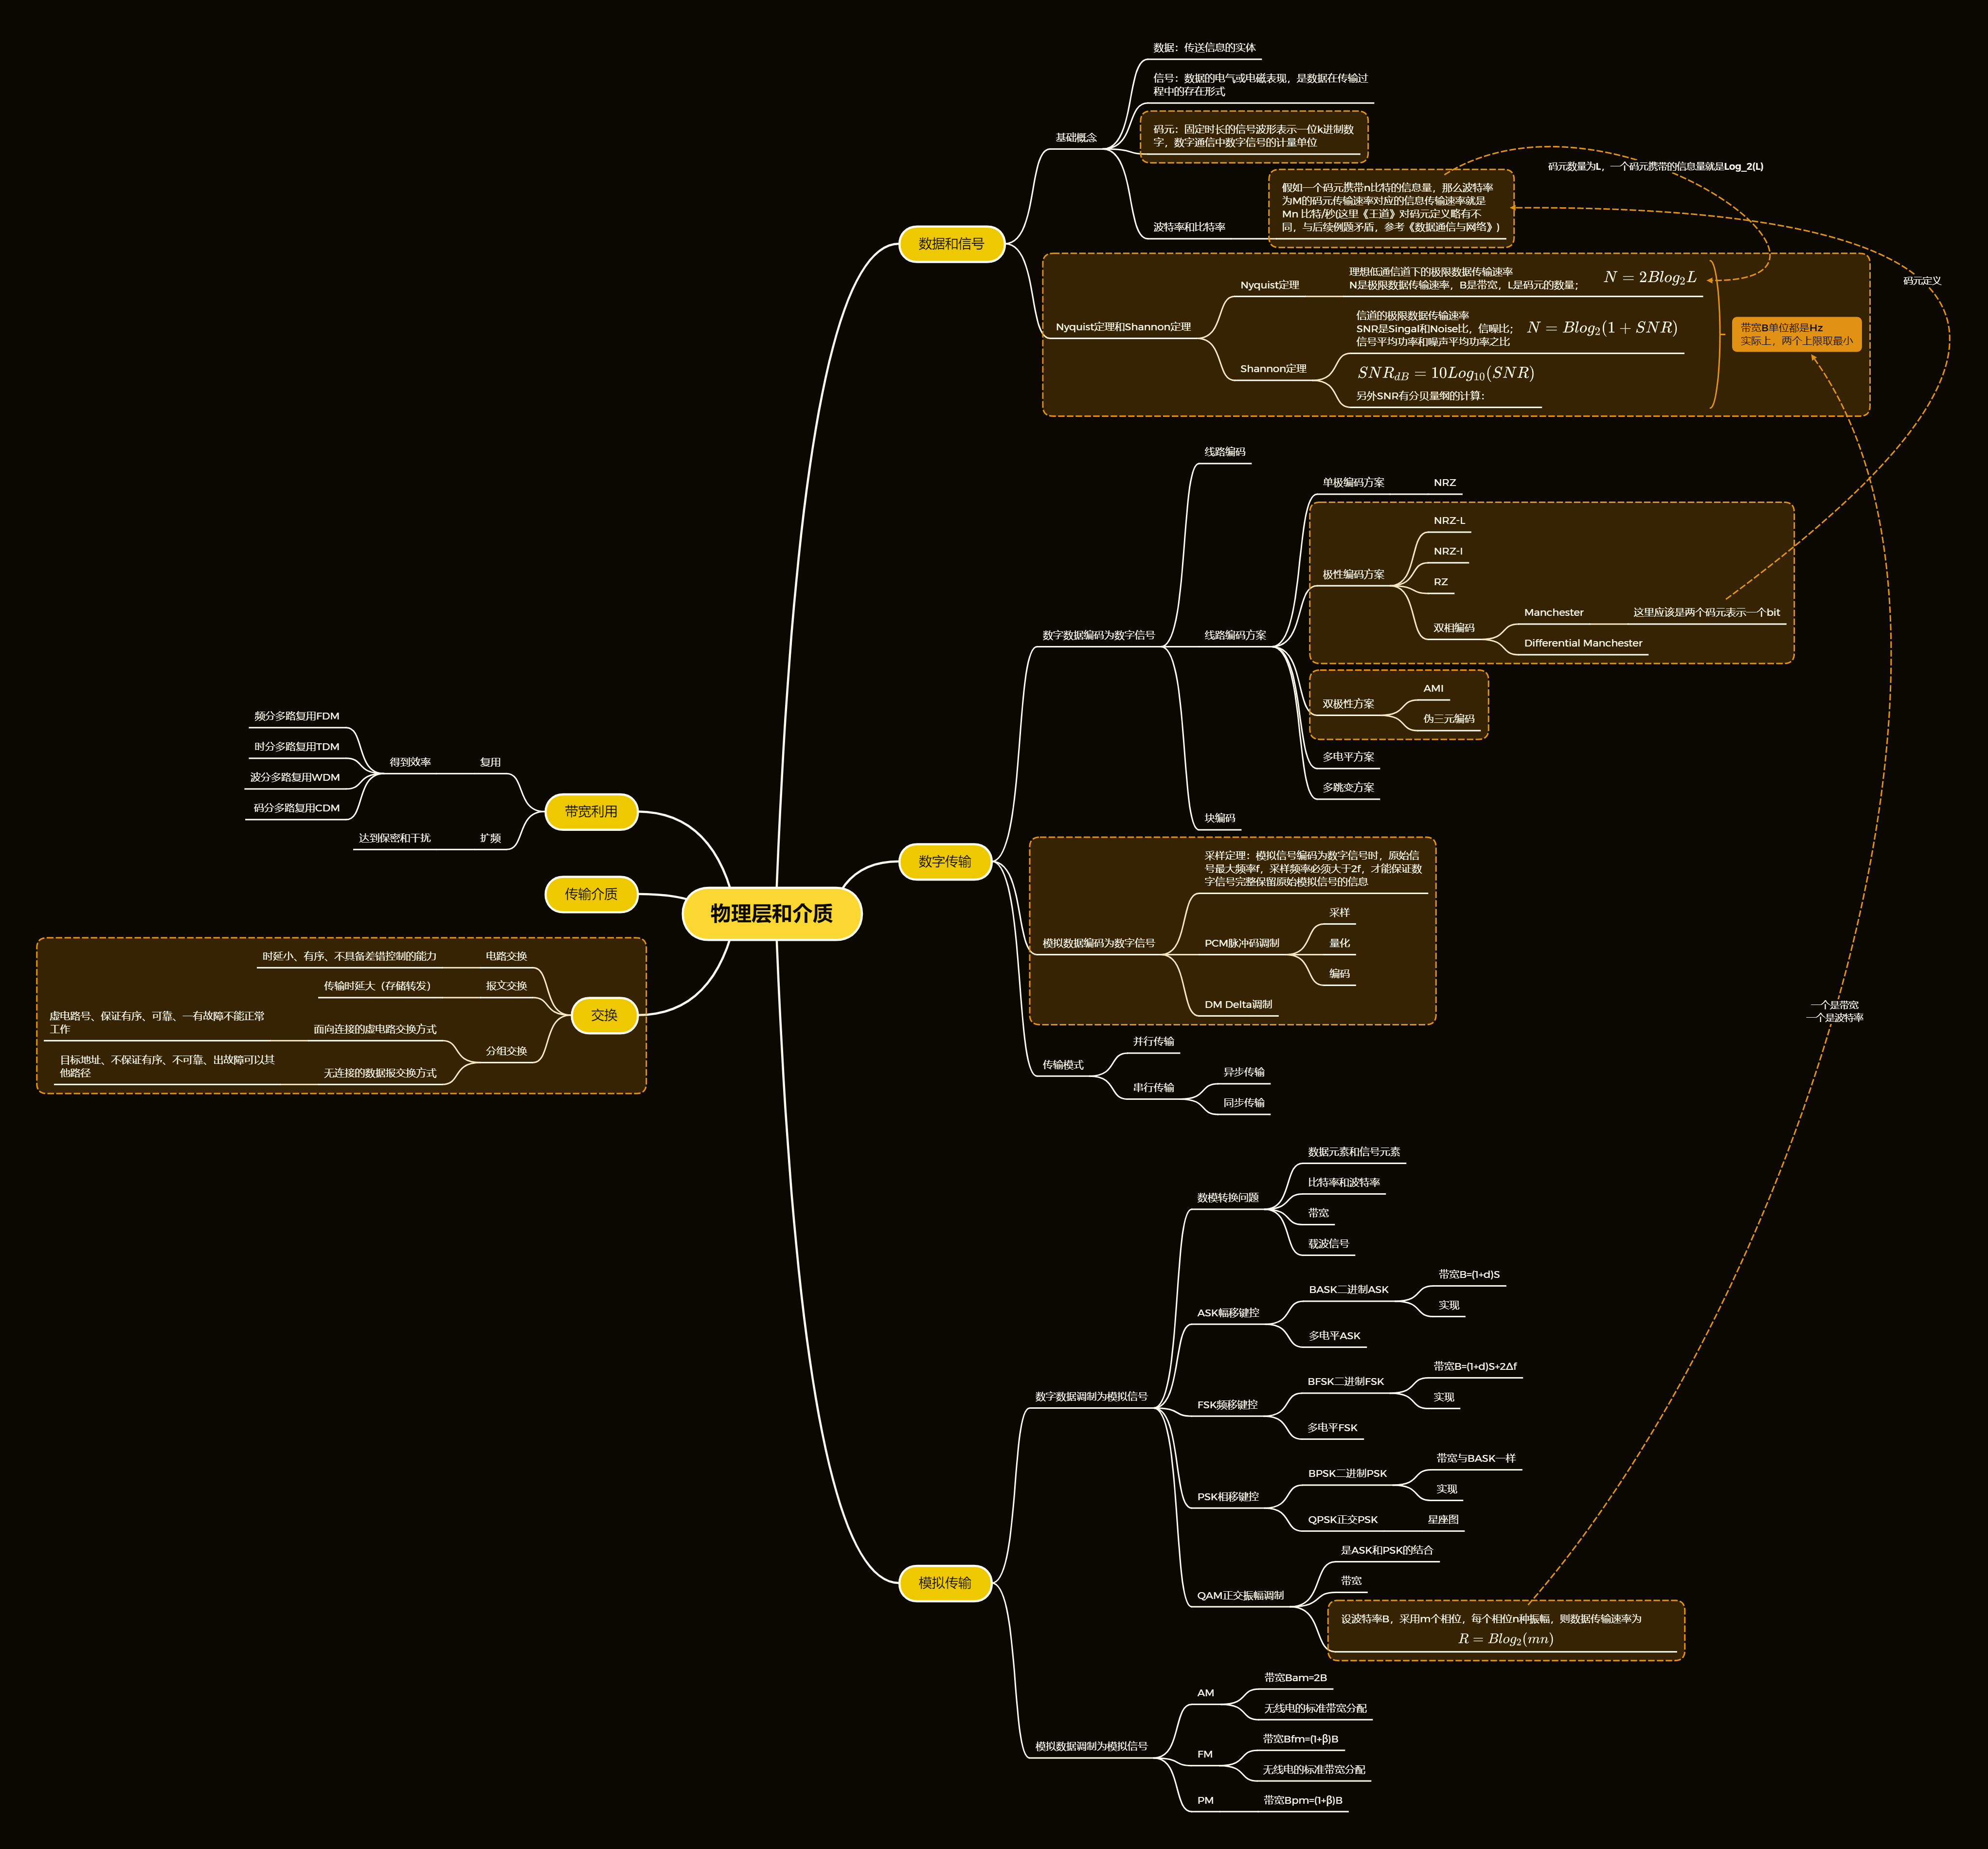 物理层和介质
数据和信号
基础概念
数据：传送信息的实体
信号：数据的电气或电磁表现，是数据在传输过
程中的存在形式
码元：固定时长的信号波形表示一位k进制数
字，数字通信中数字信号的计量单位
波特率和比特率
假如一个码元携带n比特的信息量，那么波特率
为M的码元传输速率对应的信息传输速率就是
Mn 比特/秒(这里《王道》对码元定义略有不
同，与后续例题矛盾，参考《数据通信与网络》)
码元数量为L，一个码元携带的信息量就是Log_2(L)
码元定义
Nyquist定理和Shannon定理
Nyquist定理
理想低通信道下的极限数据传输速率
N是极限数据传输速率，B是带宽，L是码元的数量；
N = 2Blog₂L
Shannon定理
信道的极限数据传输速率
SNR是Singal和Noise比，信噪比；
信号平均功率和噪声平均功率之比
N = Blog₂(1 + SNR)
SNR_dB = 10Log₁₀(SNR)
另外SNR有分贝量纲的计算：
带宽B单位都是Hz
实际上，两个上限取最小
数字传输
数字数据编码为数字信号
线路编码
线路编码方案
单极编码方案
NRZ
极性编码方案
NRZ-L
NRZ-I
RZ
双相编码
Manchester
这里应该是两个码元表示一个bit
Differential Manchester
双极性方案
AMI
伪三元编码
多电平方案
多跳变方案
块编码
模拟数据编码为数字信号
采样定理：模拟信号编码为数字信号时，原始信
号最大频率f，采样频率必须大于2f，才能保证数
字信号完整保留原始模拟信号的信息
PCM脉冲码调制
采样
量化
编码
DM Delta调制
传输模式
并行传输
串行传输
异步传输
同步传输
模拟传输
数字数据调制为模拟信号
数模转换问题
数据元素和信号元素
比特率和波特率
带宽
载波信号
ASK幅移键控
BASK二进制ASK
带宽B=(1+d)S
实现
多电平ASK
FSK频移键控
BFSK二进制FSK
带宽B=(1+d)S+2Δf
实现
多电平FSK
PSK相移键控
BPSK二进制PSK
带宽与BASK一样
实现
QPSK正交PSK
星座图
QAM正交振幅调制
是ASK和PSK的结合
带宽
设波特率B，采用m个相位，每个相位n种振幅，则数据传输速率为
R = Blog₂(mn)
一个是带宽
一个是波特率
模拟数据调制为模拟信号
AM
带宽Bam=2B
无线电的标准带宽分配
FM
带宽Bfm=(1+β)B
无线电的标准带宽分配
PM
带宽Bpm=(1+β)B
带宽利用
复用
得到效率
频分多路复用FDM
时分多路复用TDM
波分多路复用WDM
码分多路复用CDM
扩频
达到保密和干扰
传输介质
交换
电路交换
时延小、有序、不具备差错控制的能力
报文交换
传输时延大（存储转发）
分组交换
面向连接的虚电路交换方式
虚电路号、保证有序、可靠、一有故障不能正常
工作
无连接的数据报交换方式
目标地址、不保证有序、不可靠、出故障可以其
他路径